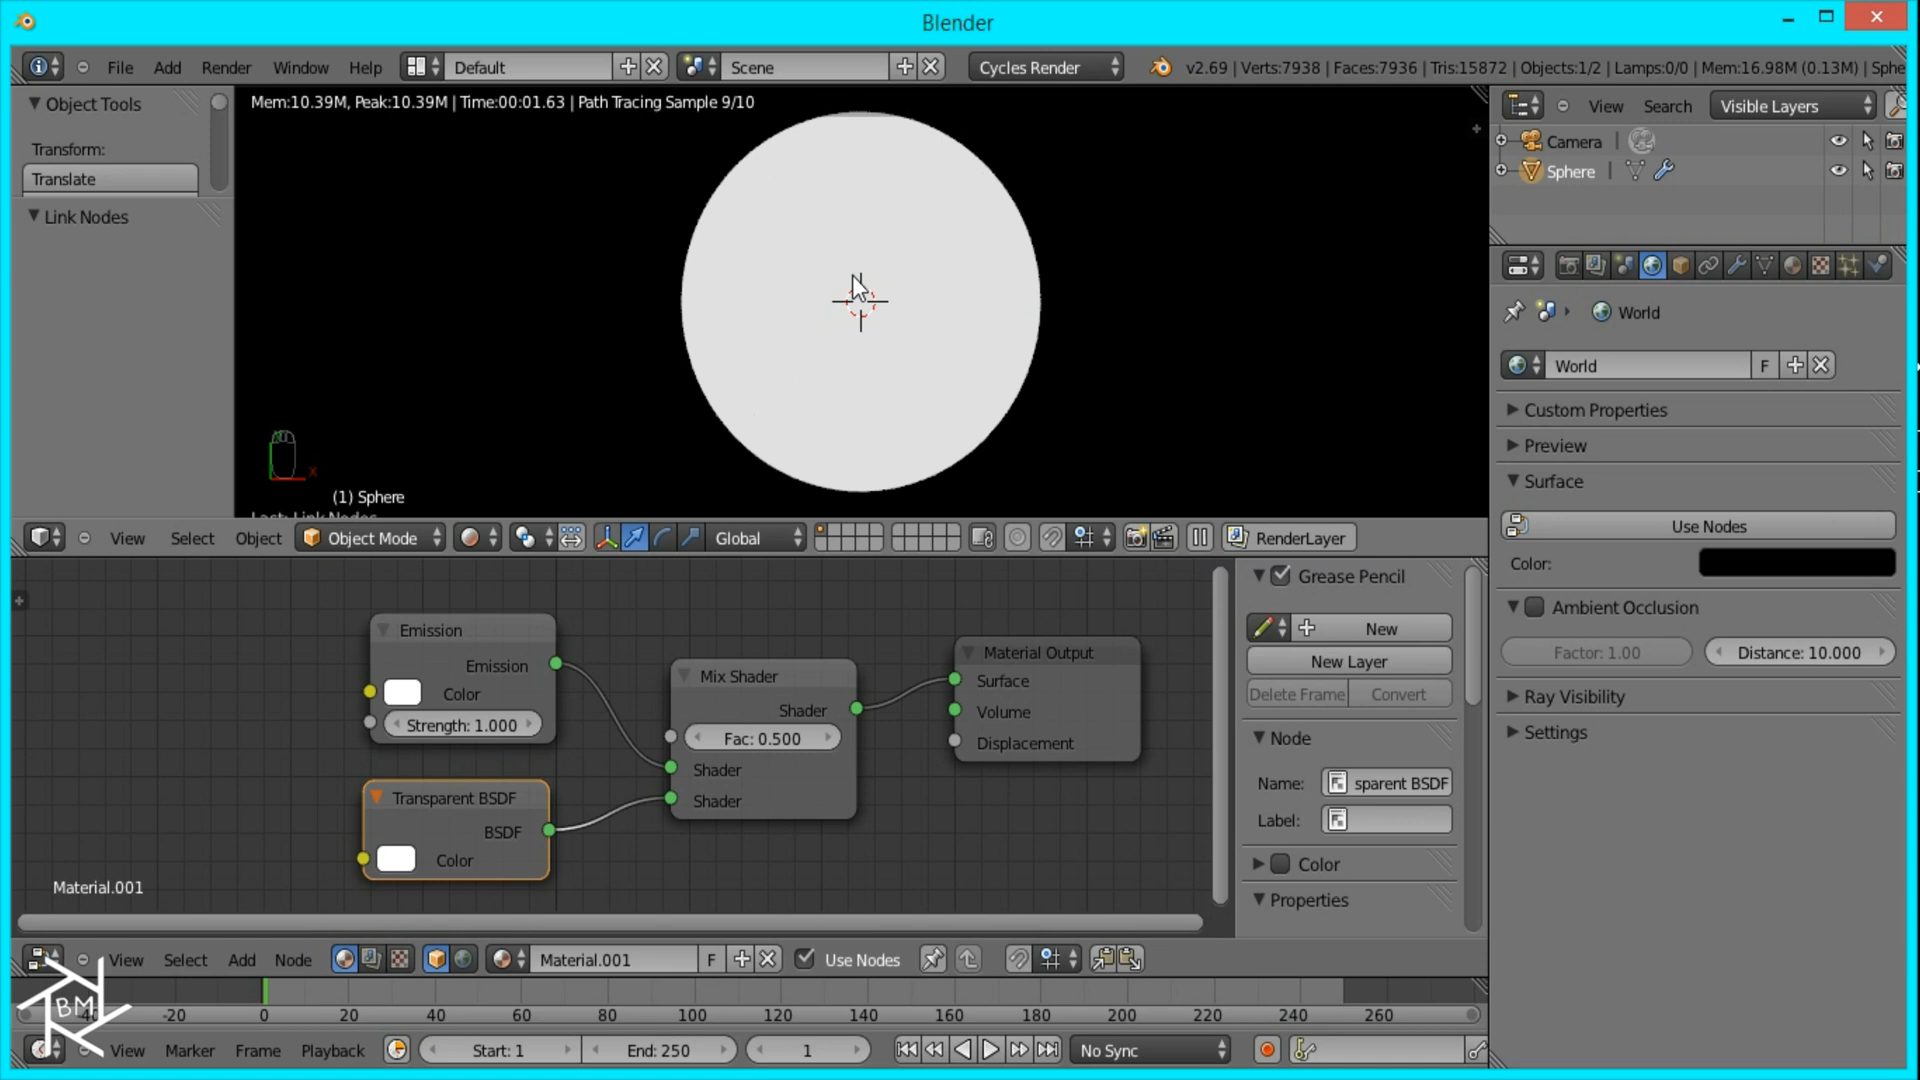 Blender
File Add Render Window Help Default Scene Cycles Render v2.69 | Verts:7938 | Faces:7936 | Tris:15872 | Objects:1/2 | Lamps:0/0 | Mem:16.98M (0.13M) | Sphe
Object Tools
Transform:
Translate
Link Nodes
Mem:10.39M, Peak:10.39M | Time:00:01.63 | Path Tracing Sample 9/10
x
(1) Sphere
Last: Link Nodes
View Search Visible Layers
Camera
Sphere
World
World F
Custom Properties
Preview
Surface
Use Nodes
Color:
Ambient Occlusion
Factor: 1.00 Distance: 10.000
Ray Visibility
Settings
View Select Object Object Mode Global RenderLayer
Emission
Emission
Color
Strength: 1.000
Transparent BSDF
BSDF
Color
Mix Shader
Shader
Fac: 0.500
Shader
Shader
Material Output
Surface
Volume
Displacement
Material.001
Grease Pencil
New
New Layer
Delete Frame Convert
Node
Name: sparent BSDF
Label:
Color
Properties
View Select Add Node Material.001 F Use Nodes
BM
-40 -20 0 20 40 60 80 100 120 140 160 180 200 220 240 260
View Marker Frame Playback Start: 1 End: 250 1 No Sync